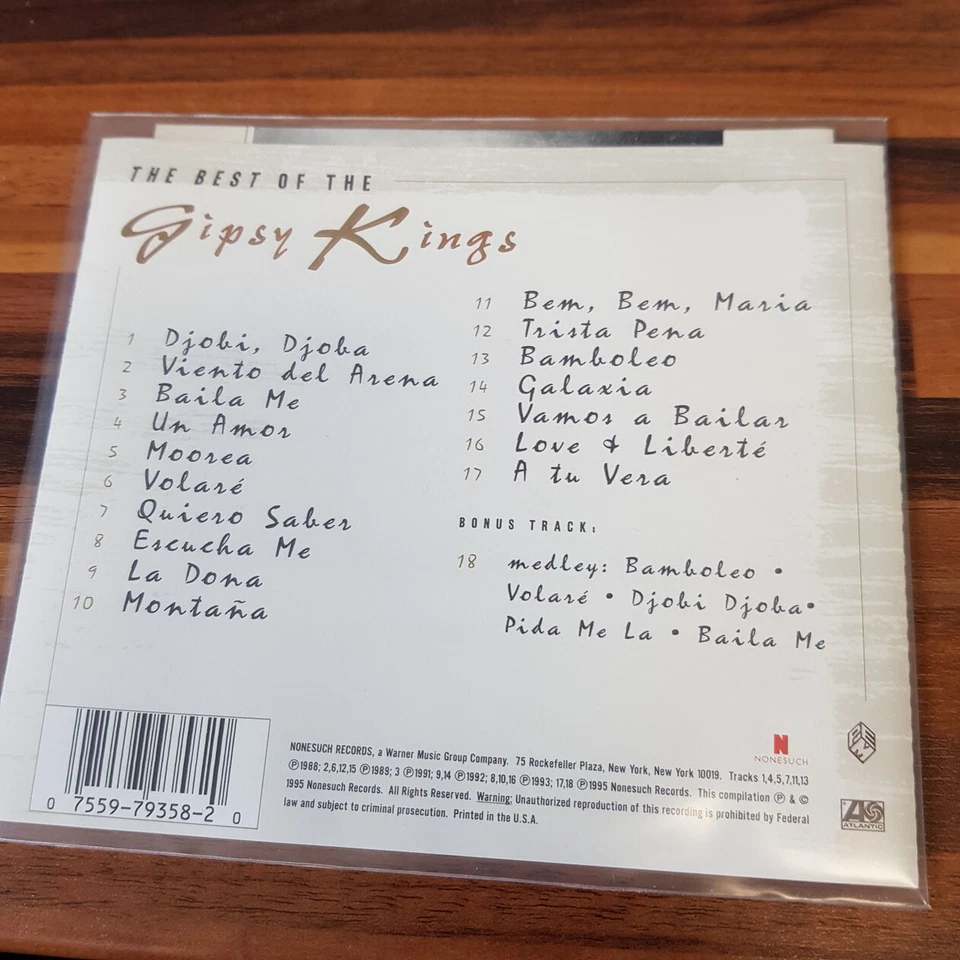 THE BEST OF THE
Gipsy Kings
1 Djobi, Djoba
2 Viento del Arena
3 Baila Me
4 Un Amor
5 Moorea
6 Volaré
7 Quiero Saber
8 Escucha Me
9 La Dona
10 Montaña
11 Bem, Bem, Maria
12 Trista Pena
13 Bamboleo
14 Galaxia
15 Vamos a Bailar
16 Love & Liberté
17 A tu Vera
BONUS TRACK:
18 medley: Bamboleo •
Volaré • Djobi Djoba•
Pida Me La • Baila Me
0 7559-79358-2 0
NONESUCH RECORDS, a Warner Music Group Company. 75 Rockefeller Plaza, New York, New York 10019. Tracks 1,4,5,7,11,13
℗1988; 2,6,12,15 ℗1989; 3 ℗1991; 9,14 ℗1992; 8,10,16 ℗1993; 17,18 ℗1995 Nonesuch Records. This compilation ℗ & ©
1995 Nonesuch Records. All Rights Reserved. Warning: Unauthorized reproduction of this recording is prohibited by Federal
law and subject to criminal prosecution. Printed in the U.S.A.
N
NONESUCH
ATLANTIC